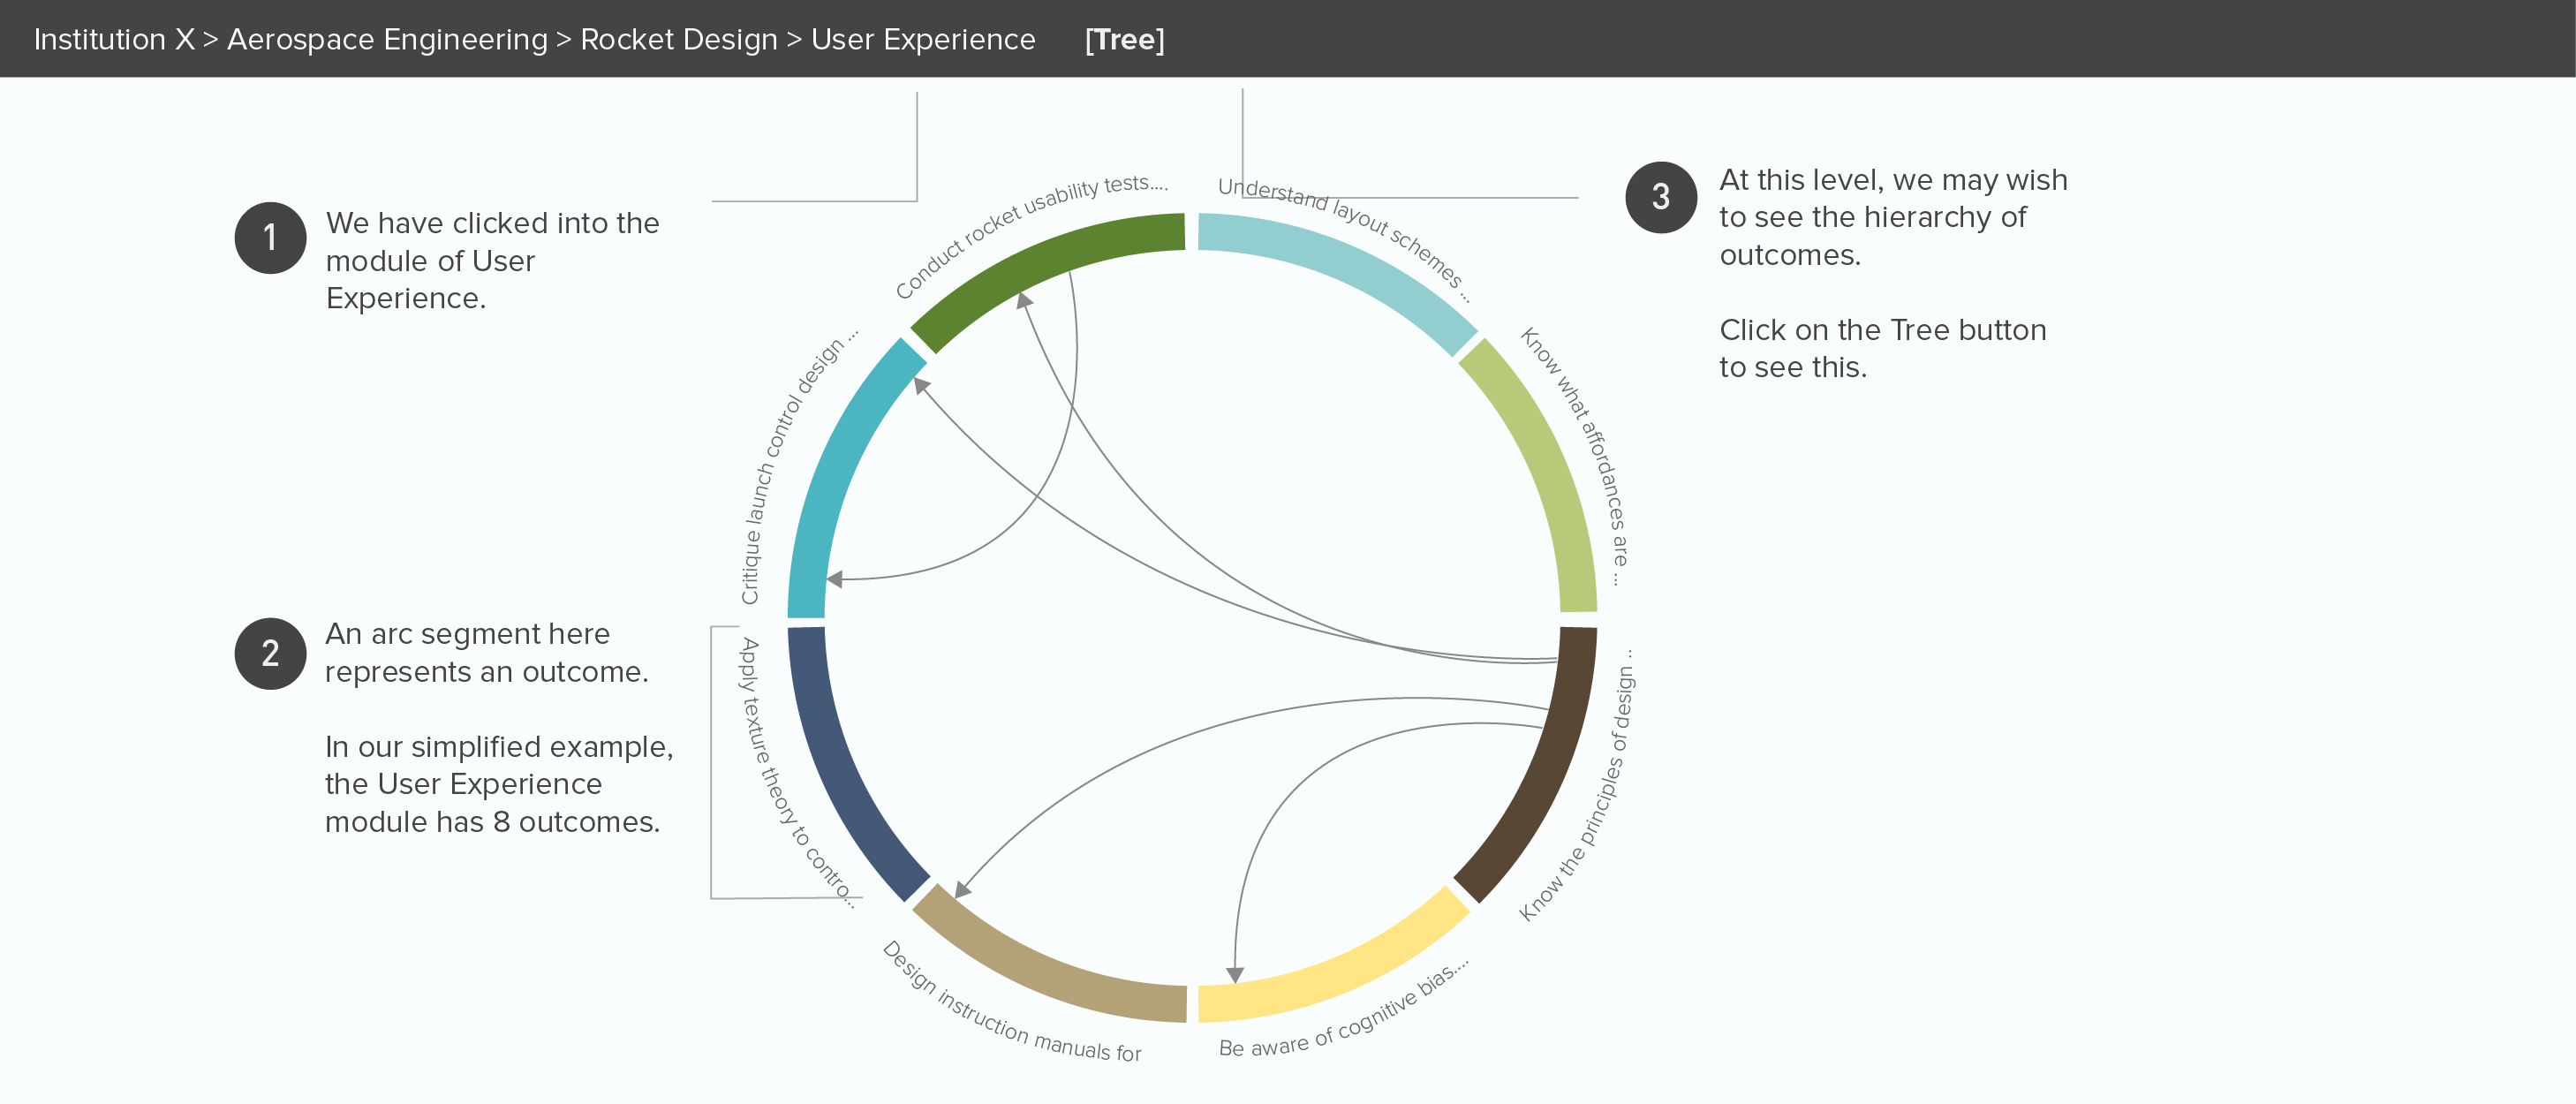 Institution X > Aerospace Engineering > Rocket Design > User Experience [Tree]
1
We have clicked into the
module of User
Experience.
2
An arc segment here
represents an outcome.
In our simplified example,
the User Experience
module has 8 outcomes.
Conduct rocket usability tests....
Understand layout schemes ...
Know what affordances are ...
Know the principles of design ..
Be aware of cognitive bias....
Design instruction manuals for
Apply texture theory to contro...
Critique launch control design ...
3
At this level, we may wish
to see the hierarchy of
outcomes.
Click on the Tree button
to see this.